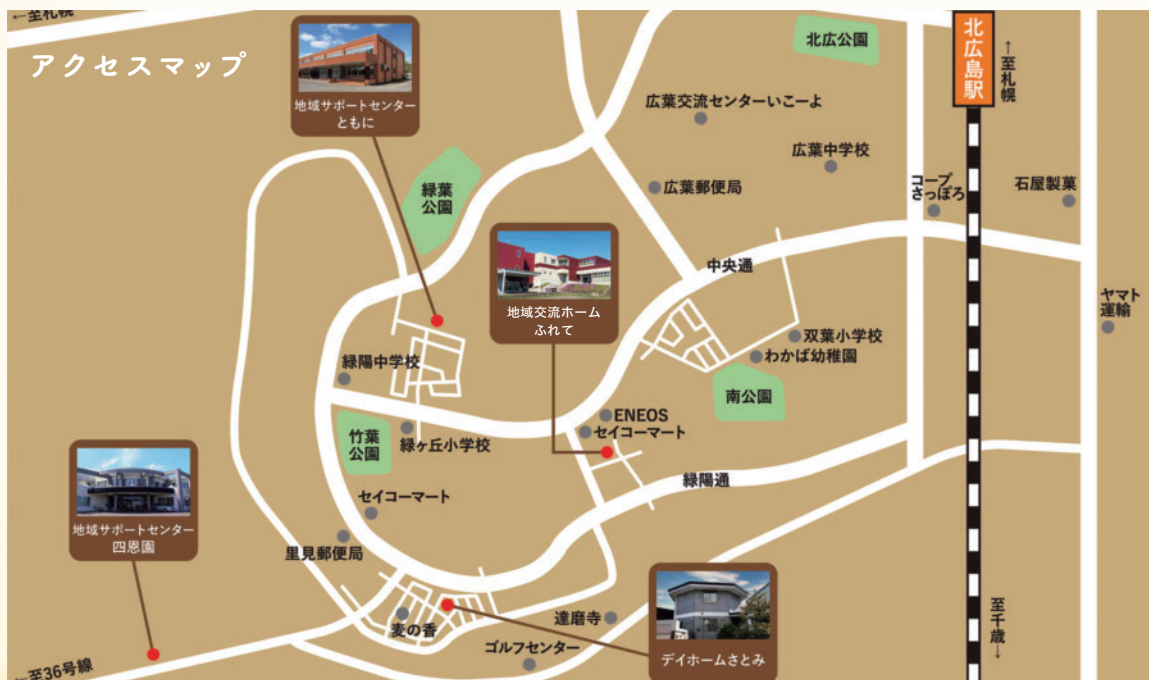 ←至札幌
アクセスマップ
地域サポートセンター
ともに
北広公園
北広島駅
←至札幌
広葉交流センターいこーよ
広葉中学校
広葉郵便局
コープ
さっぽろ
石屋製菓
緑葉
公園
中央通
地域交流ホーム
ふれて
ヤマト
運輸
双葉小学校
わかば幼稚園
緑陽中学校
南公園
竹葉
公園
緑ヶ丘小学校
ENEOS
セイコーマート
緑陽通
セイコーマート
地域サポートセンター
四恩園
里見郵便局
麦の香
達磨寺
ゴルフセンター
デイホームさとみ
至千歳→
←至36号線